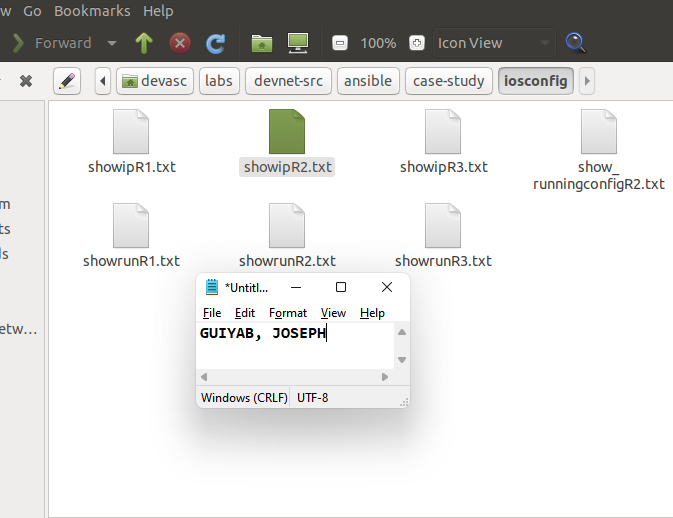 w Go Bookmarks Help
Forward 100% Icon View
devasc labs devnet-src ansible case-study iosconfig
showipR1.txt showipR2.txt showipR3.txt show_
runningconfigR2.txt
m
ts
ds
showrunR1.txt showrunR2.txt showrunR3.txt
*Untitl...
File Edit Format View Help
etw...
GUIYAB, JOSEPH
Windows (CRLF) UTF-8